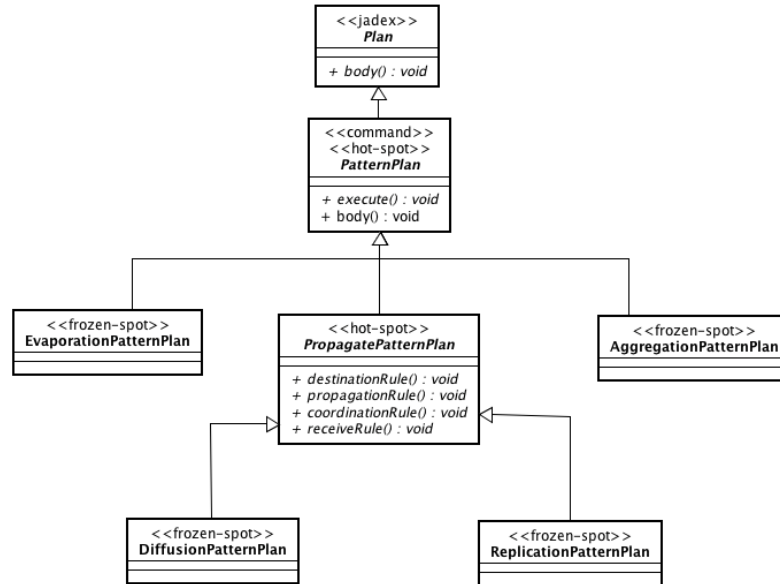 <<jadex>>
Plan
+ body() : void
<<command>>
<<hot-spot>>
PatternPlan
+ execute() : void
+ body() : void
<<frozen-spot>>
EvaporationPatternPlan
<<hot-spot>>
PropagatePatternPlan
+ destinationRule() : void
+ propagationRule() : void
+ coordinationRule() : void
+ receiveRule() : void
<<frozen-spot>>
AggregationPatternPlan
<<frozen-spot>>
DiffusionPatternPlan
<<frozen-spot>>
ReplicationPatternPlan